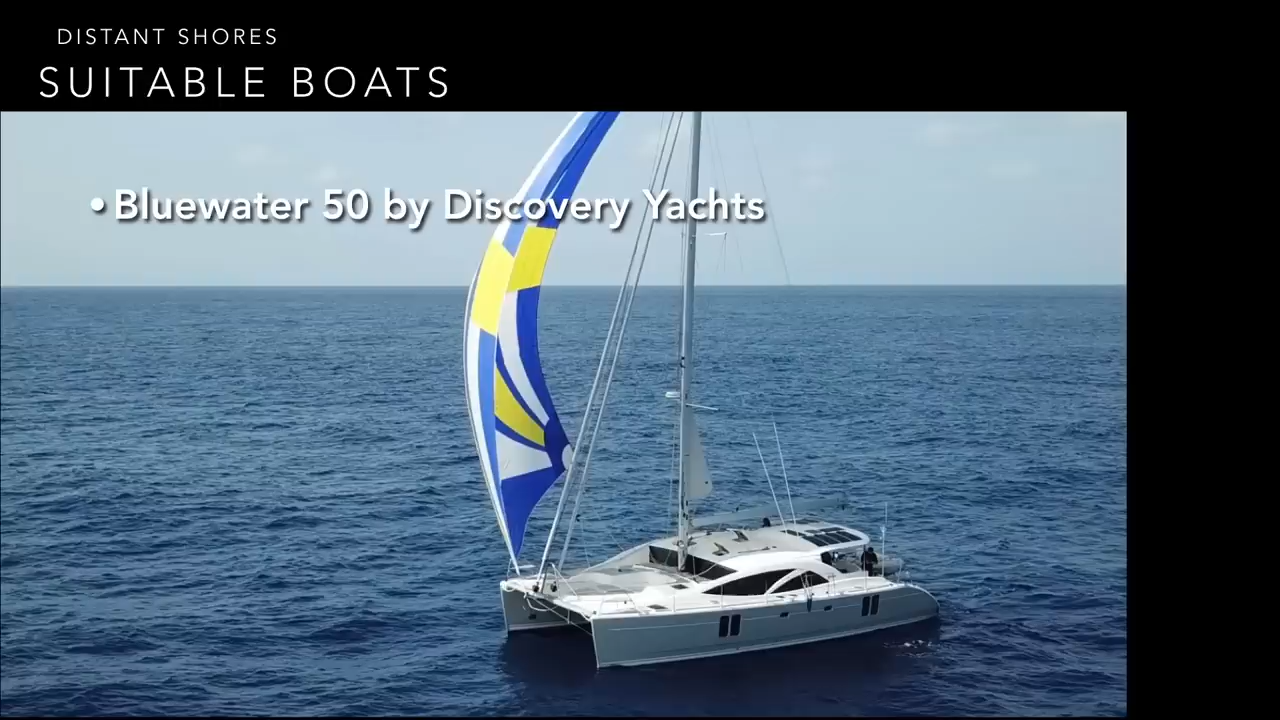 DISTANT SHORES
SUITABLE BOATS
• Bluewater 50 by Discovery Yachts